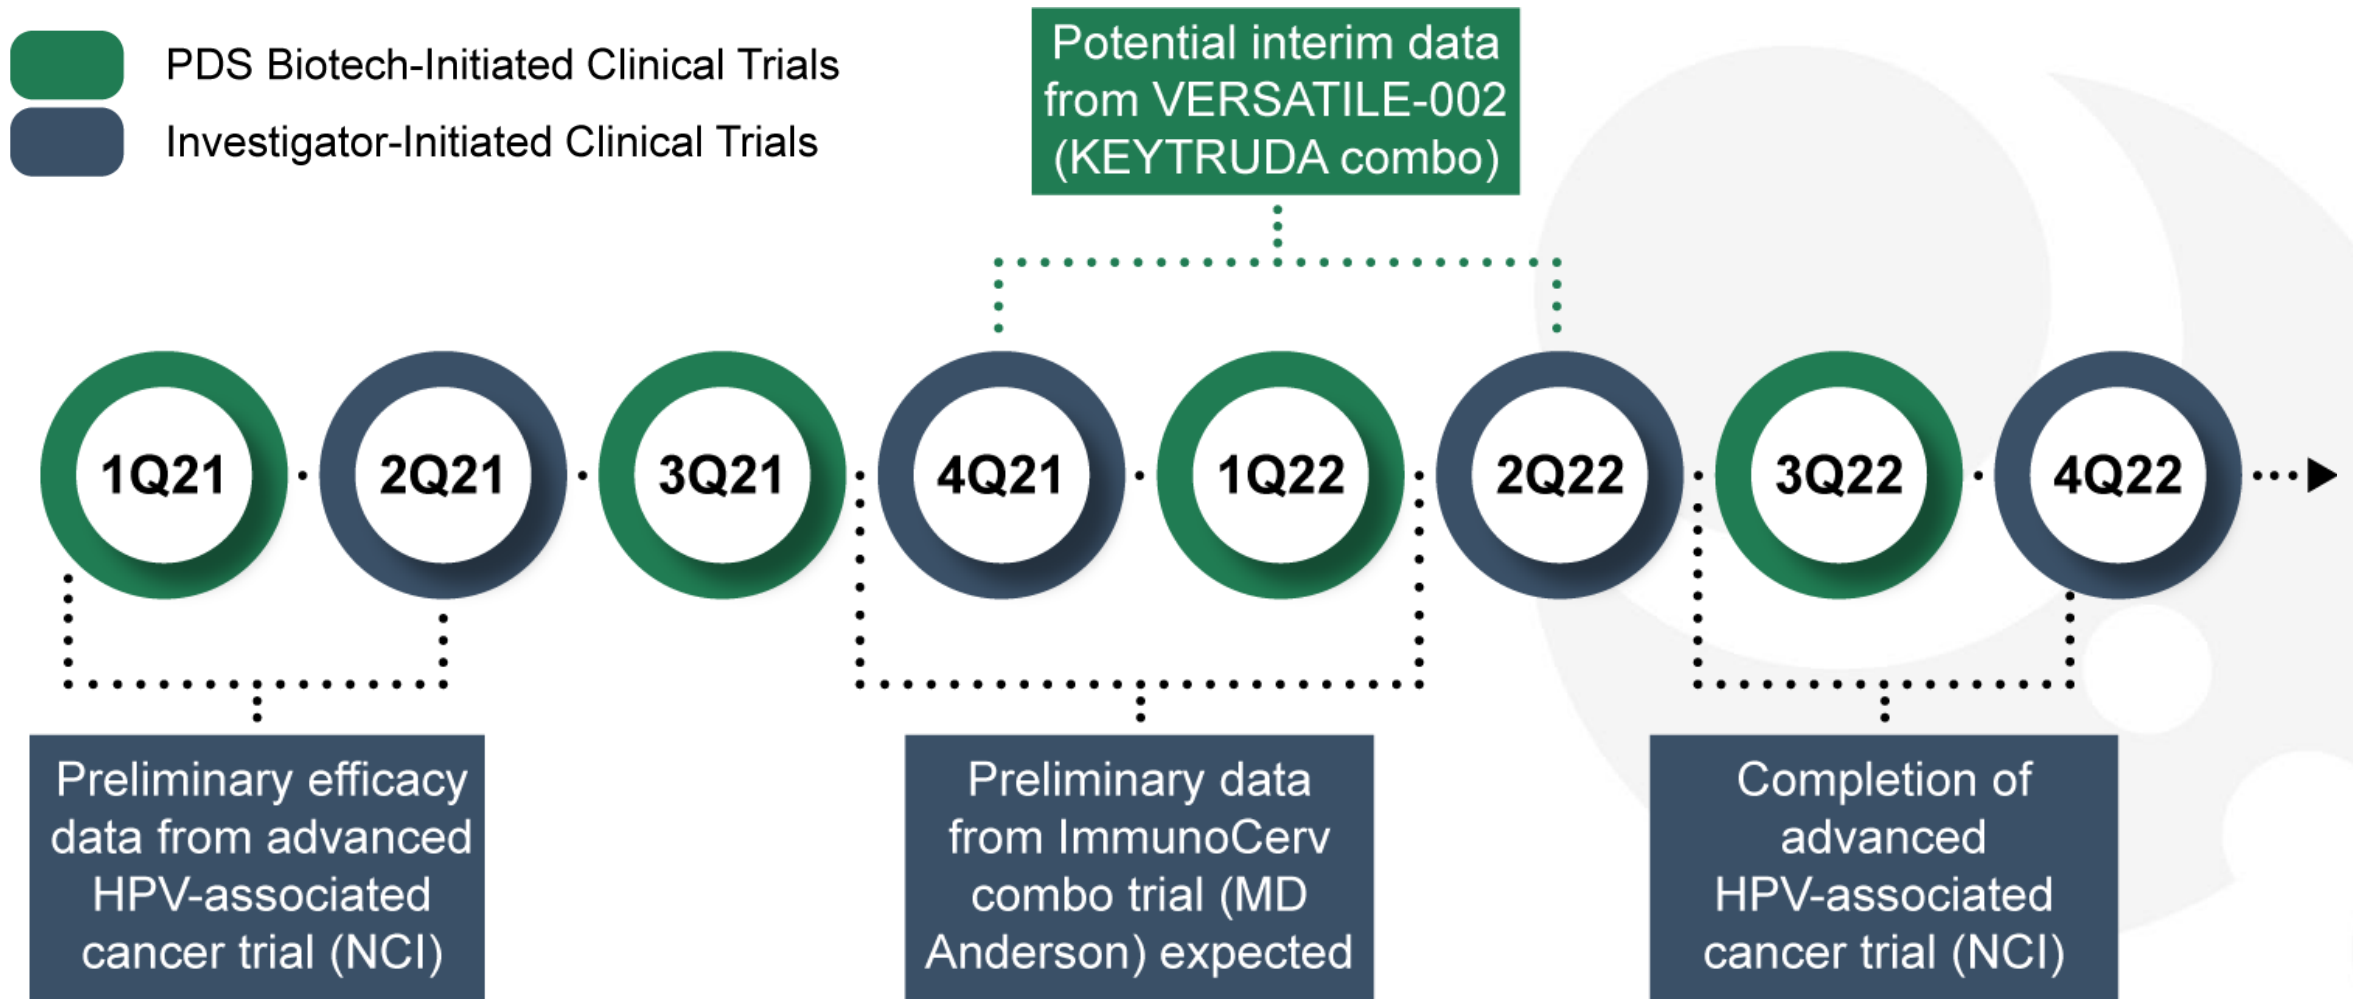 PDS Biotech-Initiated Clinical Trials
Investigator-Initiated Clinical Trials
Potential interim data
from VERSATILE-002
(KEYTRUDA combo)
1Q21
2Q21
3Q21
4Q21
1Q22
2Q22
3Q22
4Q22
Preliminary efficacy
data from advanced
HPV-associated
cancer trial (NCI)
Preliminary data
from ImmunoCerv
combo trial (MD
Anderson) expected
Completion of
advanced
HPV-associated
cancer trial (NCI)